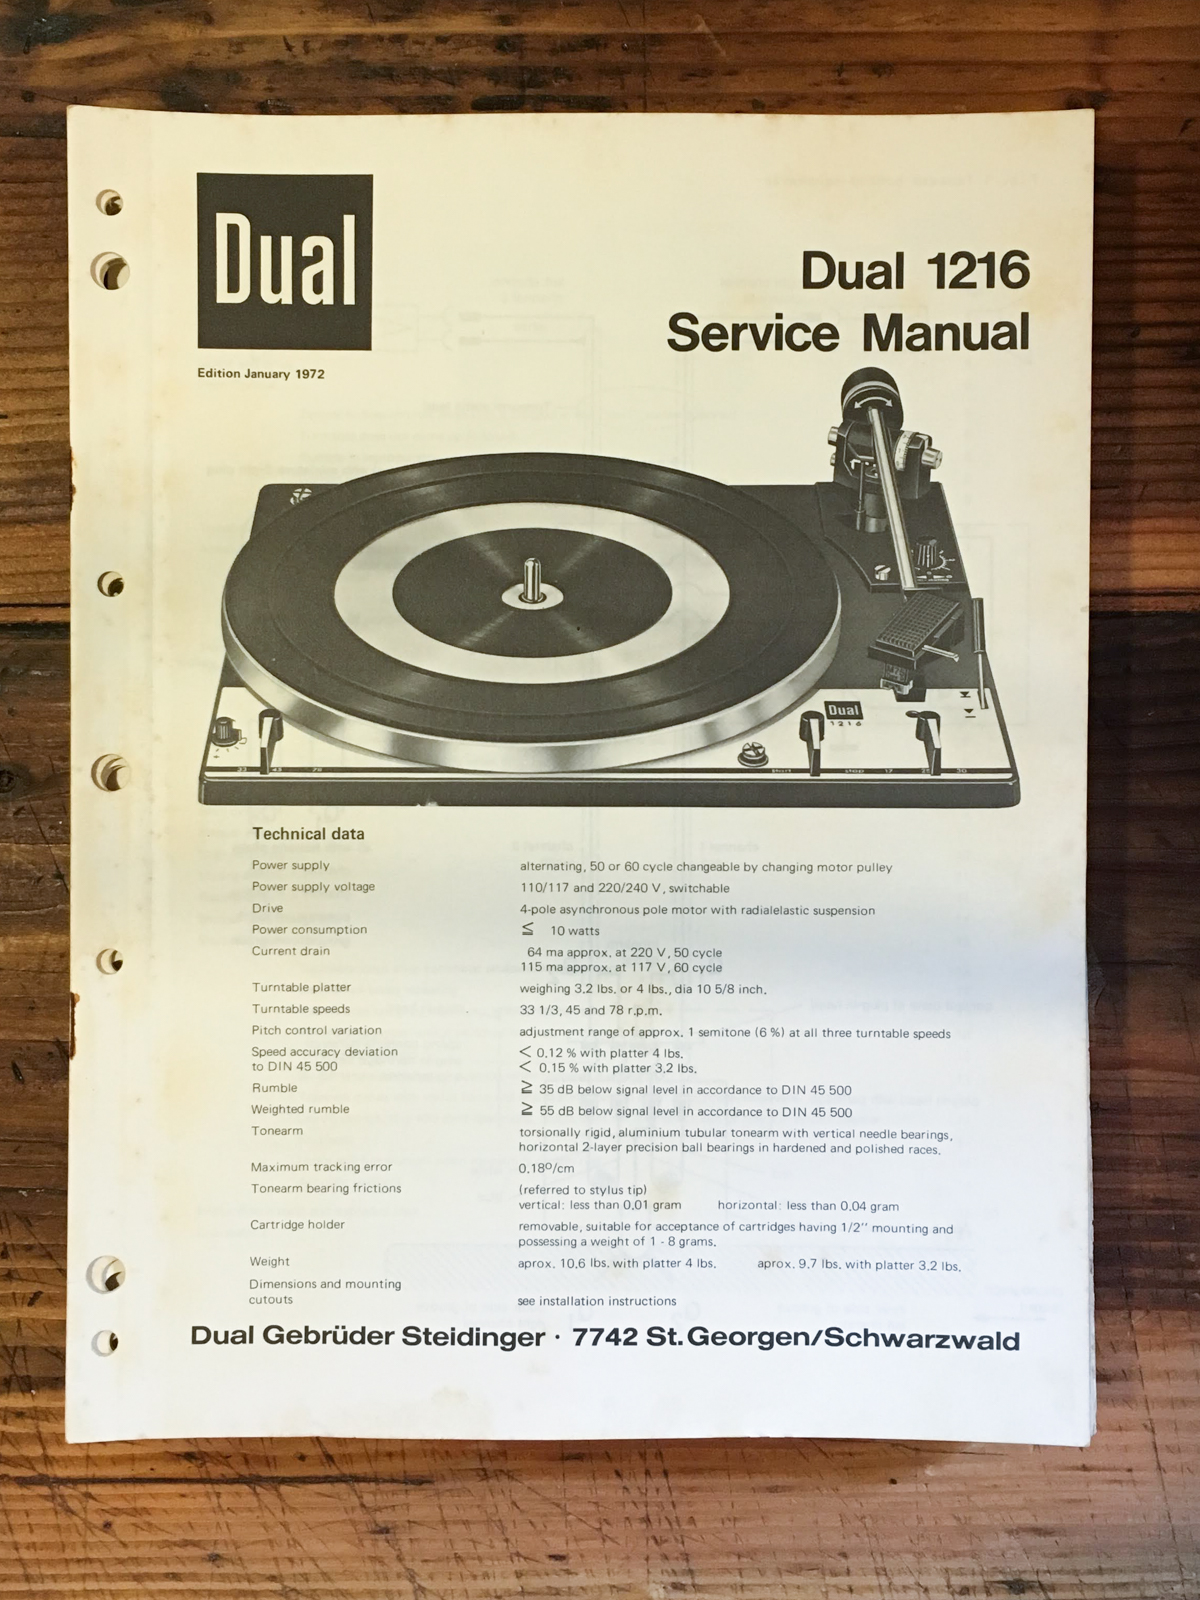 Dual
Dual 1216
Service Manual
Edition January 1972
Dual
1216
33 45 78
start stop 17 25 30
Technical data
Power supply alternating, 50 or 60 cycle changeable by changing motor pulley
Power supply voltage 110/117 and 220/240 V, switchable
Drive 4-pole asynchronous pole motor with radialelastic suspension
Power consumption ≦ 10 watts
Current drain 64 ma approx. at 220 V, 50 cycle
115 ma approx. at 117 V, 60 cycle
Turntable platter weighing 3.2 lbs. or 4 lbs., dia 10 5/8 inch.
Turntable speeds 33 1/3, 45 and 78 r.p.m.
Pitch control variation adjustment range of approx. 1 semitone (6 %) at all three turntable speeds
Speed accuracy deviation < 0.12 % with platter 4 lbs.
to DIN 45 500 < 0.15 % with platter 3.2 lbs.
Rumble ≧ 35 dB below signal level in accordance to DIN 45 500
Weighted rumble ≧ 55 dB below signal level in accordance to DIN 45 500
Tonearm torsionally rigid, aluminium tubular tonearm with vertical needle bearings,
horizontal 2-layer precision ball bearings in hardened and polished races.
Maximum tracking error 0.18º/cm
Tonearm bearing frictions (referred to stylus tip)
vertical: less than 0.01 gram horizontal: less than 0.04 gram
Cartridge holder removable, suitable for acceptance of cartridges having 1/2" mounting and
possessing a weight of 1 - 8 grams.
Weight aprox. 10.6 lbs. with platter 4 lbs. aprox. 9.7 lbs. with platter 3.2 lbs.
Dimensions and mounting
cutouts see installation instructions
Dual Gebrüder Steidinger · 7742 St. Georgen/Schwarzwald